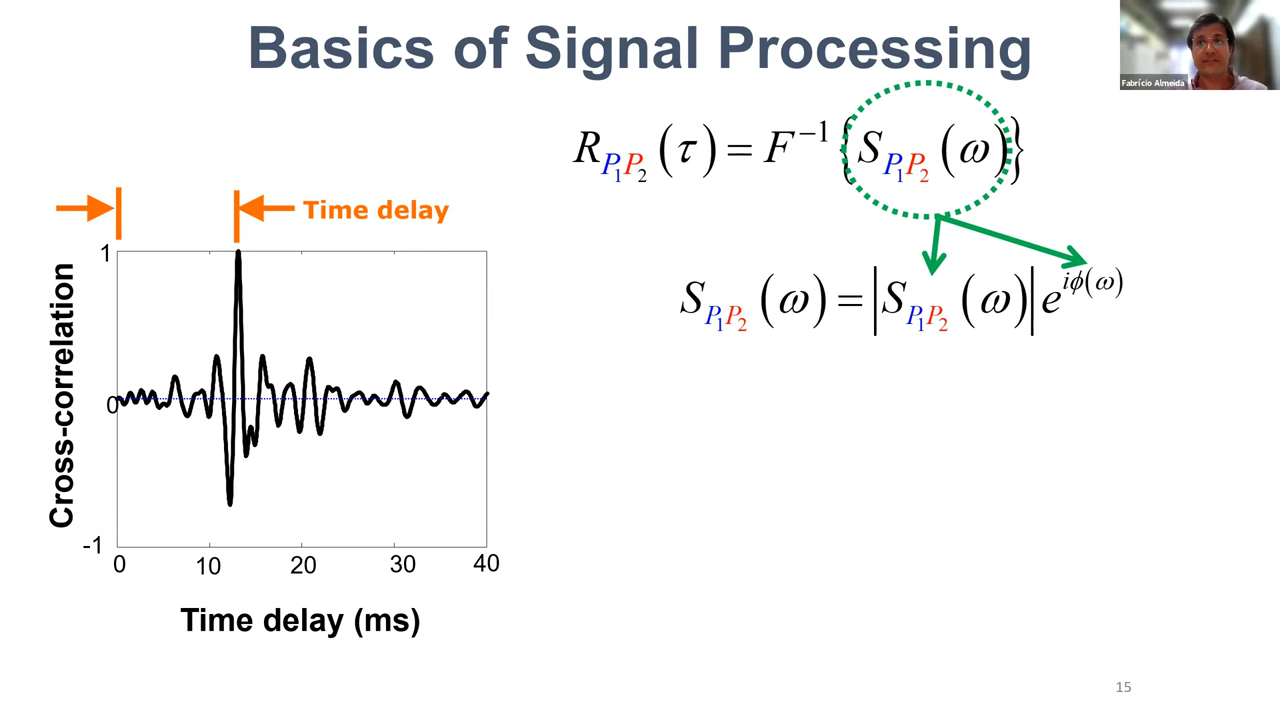 Basics of Signal Processing
Fabrício Almeida
R_{P_1P_2}(τ) = F^{-1}{S_{P_1P_2}(ω)}
Time delay
S_{P_1P_2}(ω) = |S_{P_1P_2}(ω)| e^{iϕ(ω)}
Cross-correlation
1
0
-1
0 10 20 30 40
Time delay (ms)
15